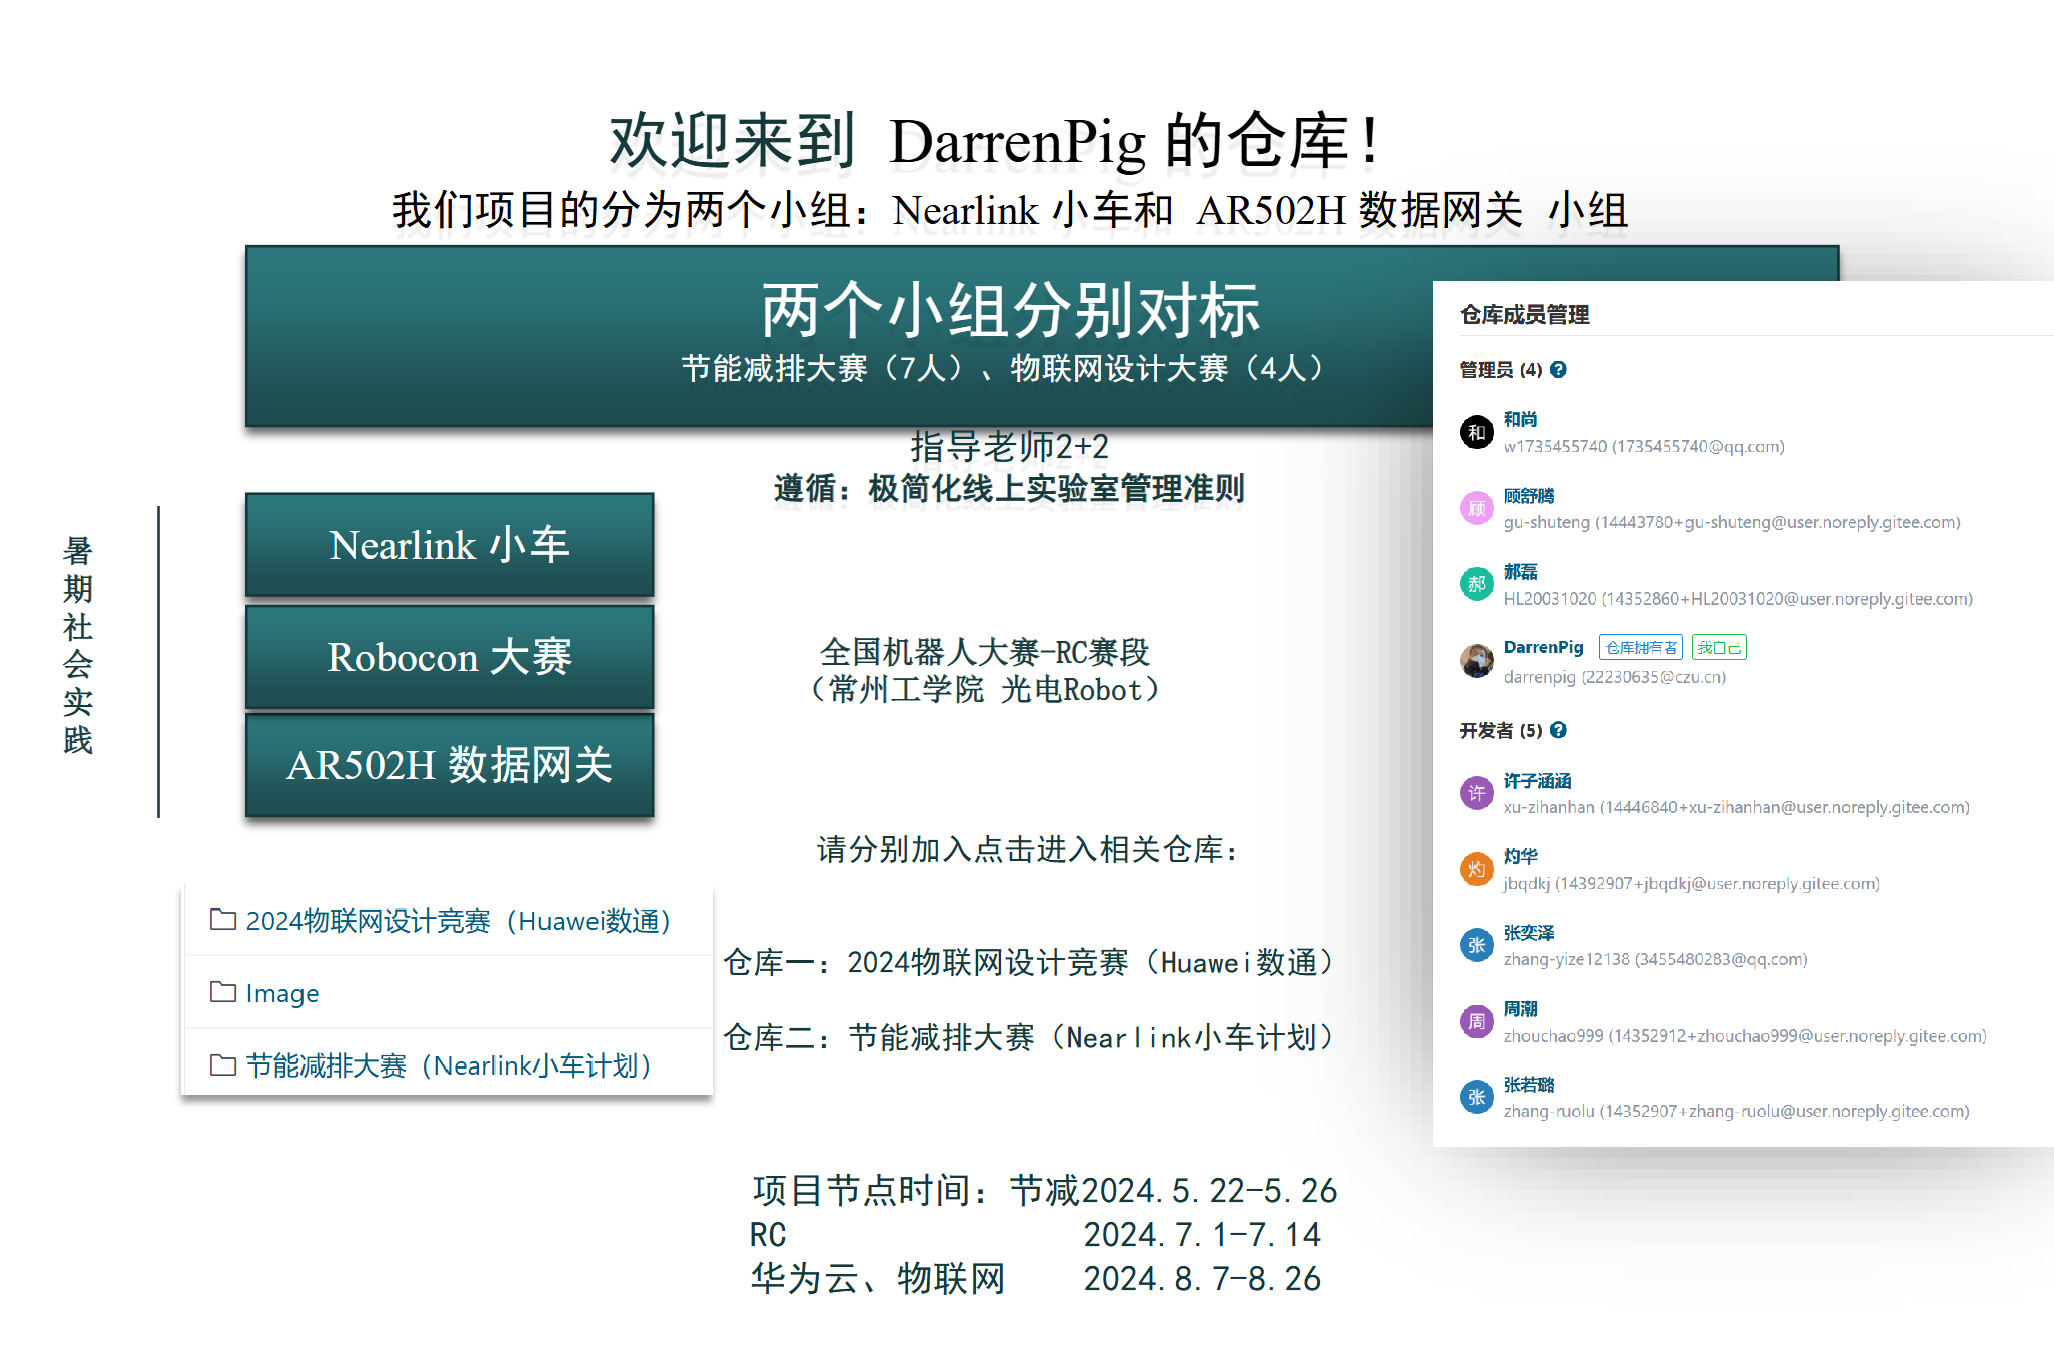 欢迎来到 DarrenPig 的仓库！
我们项目的分为两个小组：Nearlink 小车和 AR502H 数据网关 小组
两个小组分别对标
节能减排大赛（7人）、物联网设计大赛（4人）
指导老师2+2
遵循：极简化线上实验室管理准则
暑期社会实践
Nearlink 小车
Robocon 大赛
AR502H 数据网关
全国机器人大赛-RC赛段
（常州工学院 光电Robot）
请分别加入点击进入相关仓库：
2024物联网设计竞赛（Huawei数通）
Image
节能减排大赛（Nearlink小车计划）
仓库一：2024物联网设计竞赛（Huawei数通）
仓库二：节能减排大赛（Nearlink小车计划）
项目节点时间：节减2024.5.22-5.26
RC 2024.7.1-7.14
华为云、物联网 2024.8.7-8.26
仓库成员管理
管理员 (4) ?
和
和尚
w1735455740 (1735455740@qq.com)
顾
顾舒腾
gu-shuteng (14443780+gu-shuteng@user.noreply.gitee.com)
郝
郝磊
HL20031020 (14352860+HL20031020@user.noreply.gitee.com)
DarrenPig 仓库拥有者 我自己
darrenpig (22230635@czu.cn)
开发者 (5) ?
许
许子涵涵
xu-zihanhan (14446840+xu-zihanhan@user.noreply.gitee.com)
灼
灼华
jbqdkj (14392907+jbqdkj@user.noreply.gitee.com)
张
张奕泽
zhang-yize12138 (3455480283@qq.com)
周
周潮
zhouchao999 (14352912+zhouchao999@user.noreply.gitee.com)
张
张若璐
zhang-ruolu (14352907+zhang-ruolu@user.noreply.gitee.com)